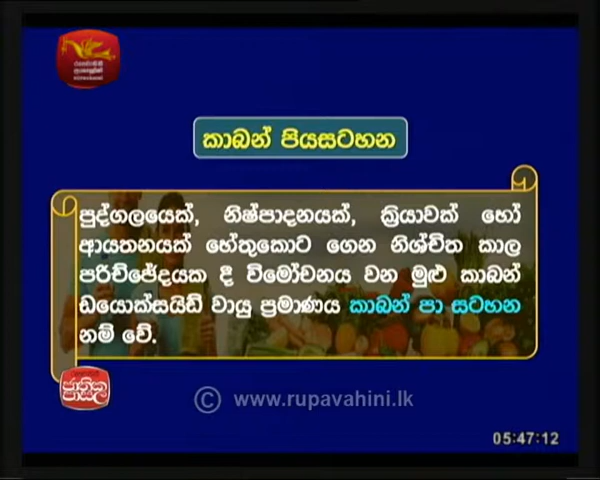 කාබන් පියසටහන
පුද්ගලයෙක්, නිෂ්පාදනයක්, ක්‍රියාවක් හෝ
ආයතනයක් හේතුකොට ගෙන නිශ්චිත කාල
පරිච්ඡේදයක දී විමෝචනය වන මුළු කාබන්
ඩයොක්සයිඩ් වායු ප්‍රමාණය කාබන් පා සටහන
නම් වේ.
ජාතික
පාසල
© www.rupavahini.lk
05:47:12